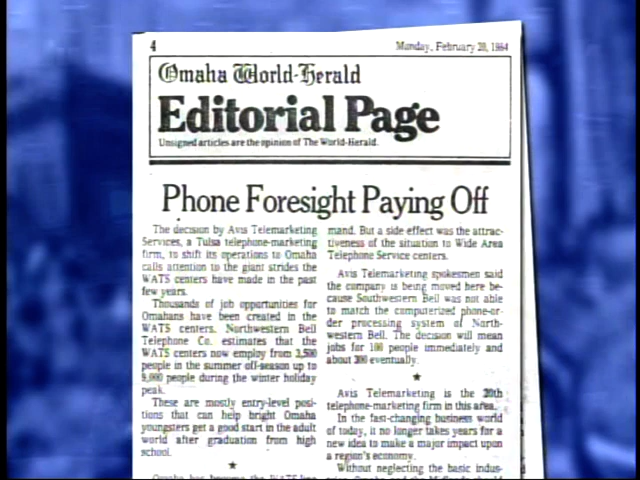 4
Monday, February 20, 1984
Omaha World-Herald
Editorial Page
Unsigned articles are the opinion of The World-Herald.
Phone Foresight Paying Off
The decision by Avis Telemarketing
Services, a Tulsa telephone-marketing
firm, to shift its operations to Omaha
calls attention to the giant strides the
WATS centers have made in the past
few years.
Thousands of job opportunities for
Omahans have been created in the
WATS centers. Northwestern Bell
Telephone Co. estimates that the
WATS centers now employ from 3,500
people in the summer off-season up to
9,000 people during the winter holiday
peak.
These are mostly entry-level posi-
tions that can help bright Omaha
youngsters get a good start in the adult
world after graduation from high
school.
★
mand. But a side effect was the attrac-
tiveness of the situation to Wide Area
Telephone Service centers.
Avis Telemarketing spokesmen said
the company is being moved here be-
cause Southwestern Bell was not able
to match the computerized phone-or-
der processing system of North-
western Bell. The decision will mean
jobs for 100 people immediately and
about 300 eventually.
★
Avis Telemarketing is the 20th
telephone-marketing firm in this area.
In the fast-changing business world
of today, it no longer takes years for a
new idea to make a major impact upon
a region's economy.
Without neglecting the basic indus-